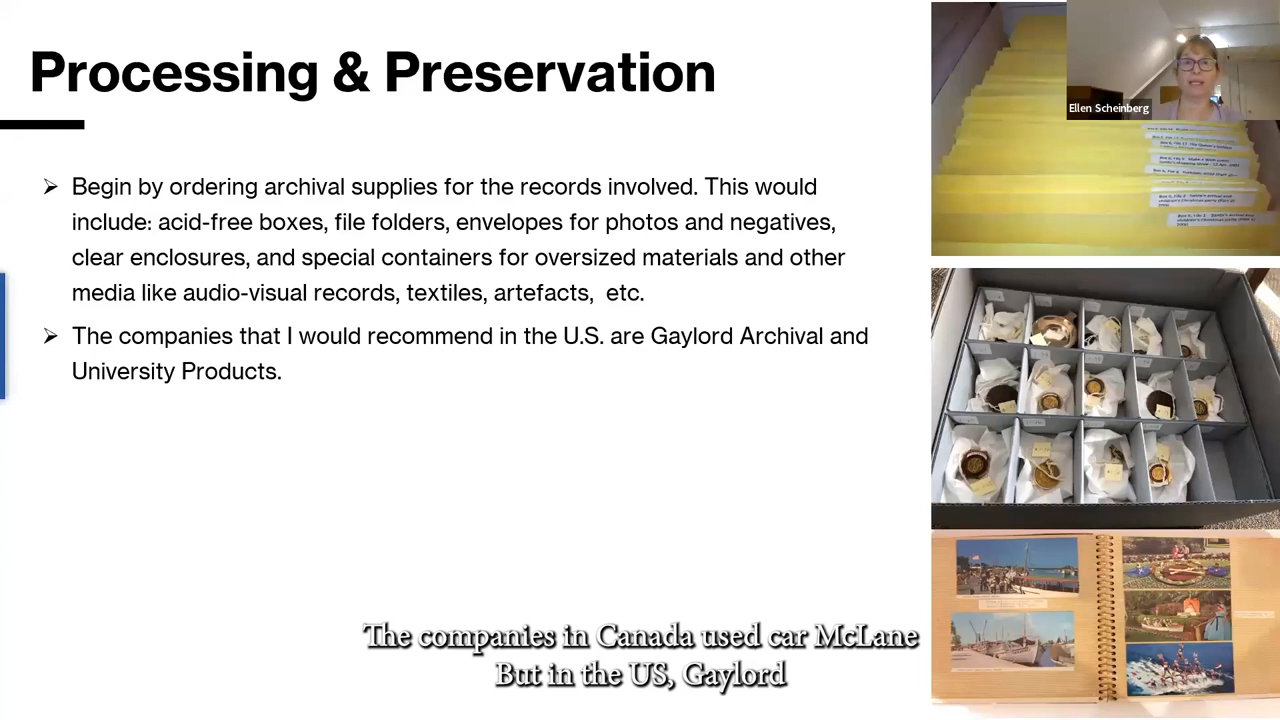 Processing & Preservation
Ellen Scheinberg
➢ Begin by ordering archival supplies for the records involved. This would
include: acid-free boxes, file folders, envelopes for photos and negatives,
clear enclosures, and special containers for oversized materials and other
media like audio-visual records, textiles, artefacts, etc.
➢ The companies that I would recommend in the U.S. are Gaylord Archival and
University Products.
The companies in Canada used car McLane
But in the US, Gaylord